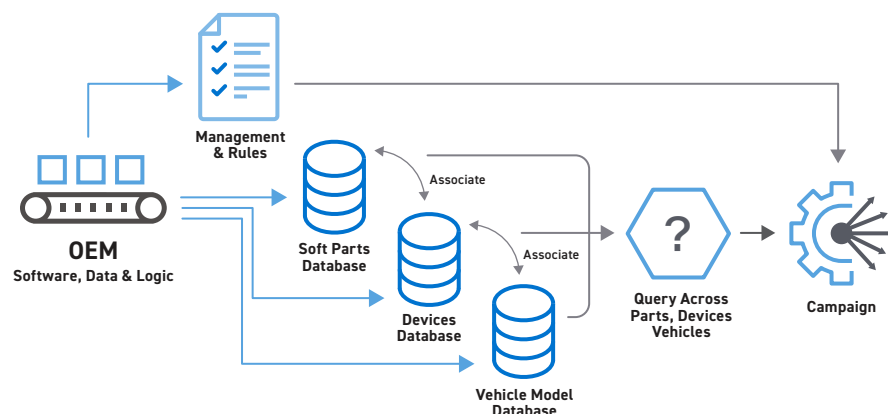 Management
& Rules
Associate
OEM
Software, Data & Logic
Soft Parts
Database
Associate
?
Devices
Database
Query Across
Parts, Devices
Vehicles
Campaign
Vehicle Model
Database